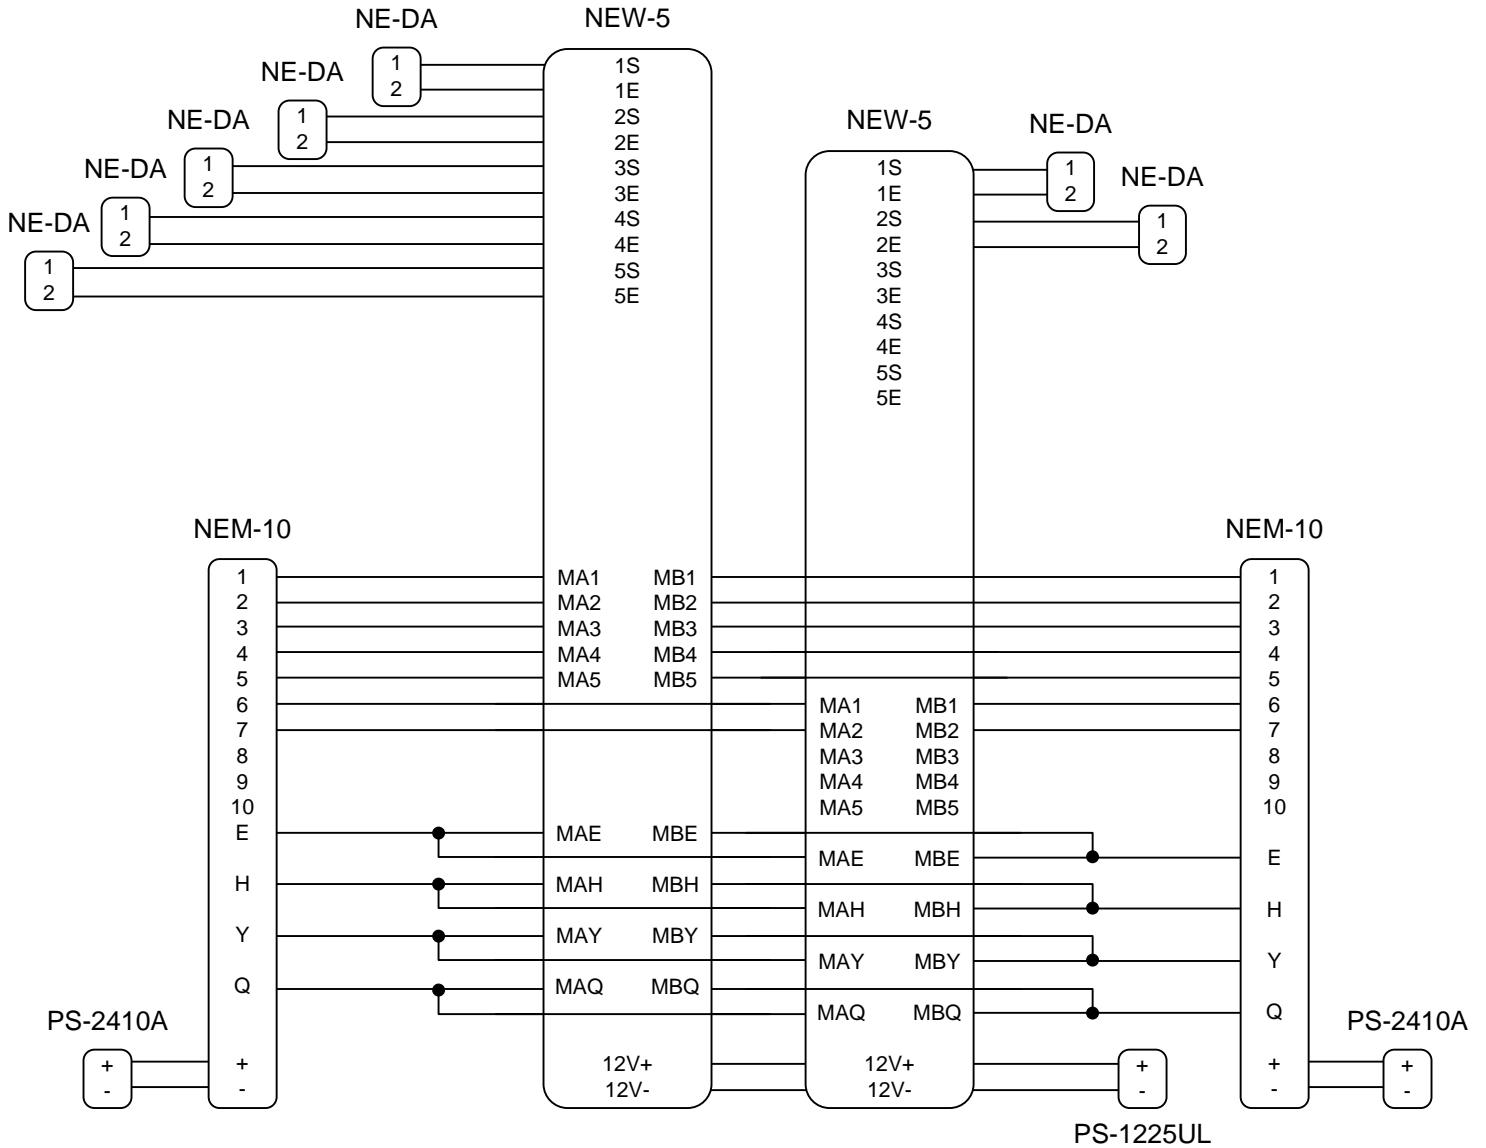 NE-DA
NEW-5
NE-DA
1
2
1S
1E
2S
2E
3S
3E
4S
4E
5S
5E
NE-DA
1
2
NE-DA
1
2
NE-DA
1
2
1
2
NEW-5
NE-DA
1S
1E
2S
2E
3S
3E
4S
4E
5S
5E
1
2
NE-DA
1
2
NEM-10
1
2
3
4
5
6
7
8
9
10
E
H
Y
Q
+
-
MA1 MB1
MA2 MB2
MA3 MB3
MA4 MB4
MA5 MB5
MAE MBE
MAH MBH
MAY MBY
MAQ MBQ
12V+
12V-
MA1 MB1
MA2 MB2
MA3 MB3
MA4 MB4
MA5 MB5
MAE MBE
MAH MBH
MAY MBY
MAQ MBQ
12V+
12V-
NEM-10
1
2
3
4
5
6
7
8
9
10
E
H
Y
Q
+
-
PS-2410A
+
-
PS-2410A
+
-
+
-
PS-1225UL